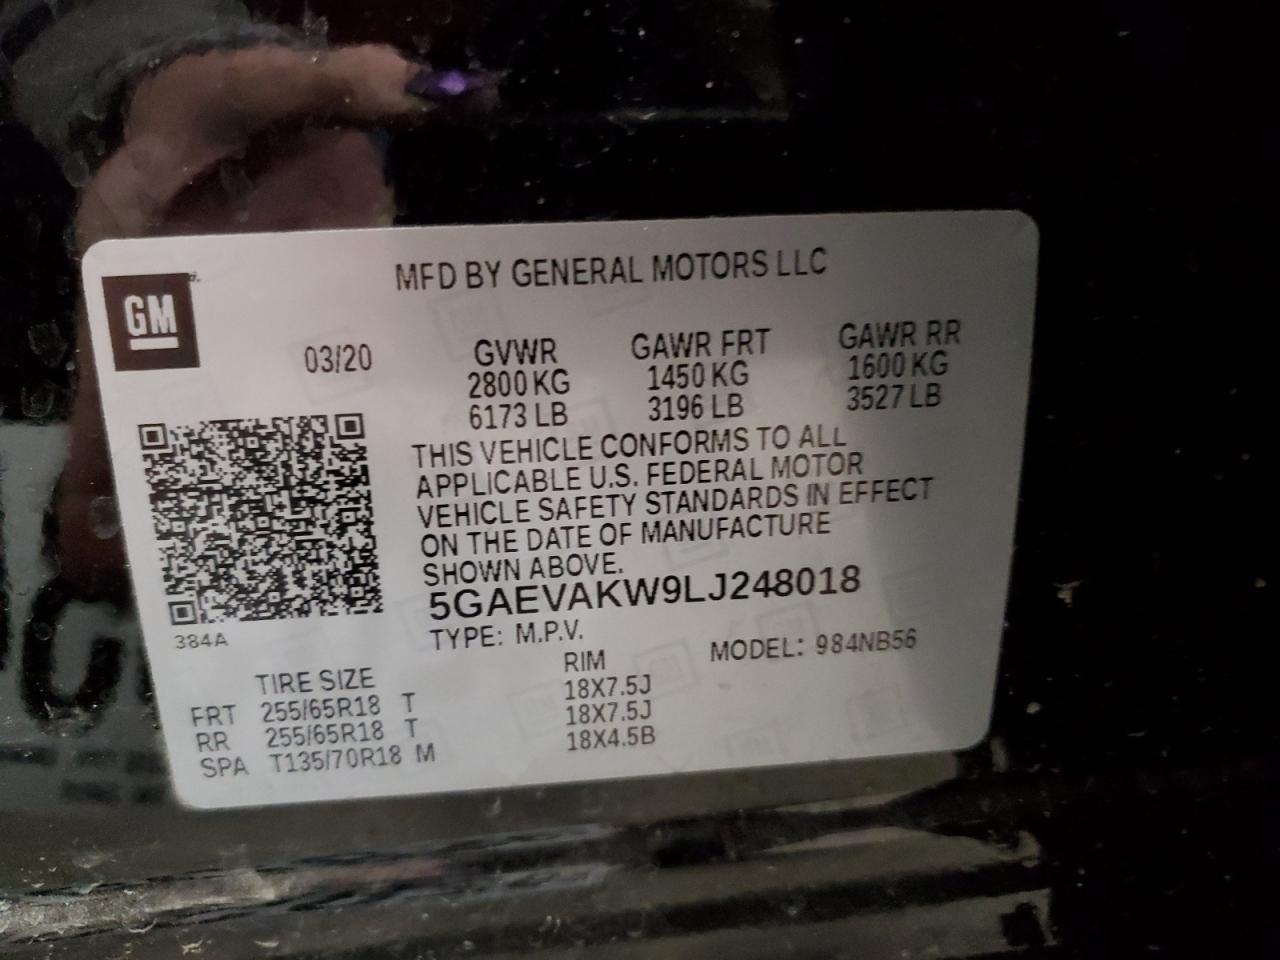 MFD BY GENERAL MOTORS LLC
GM
03/20
GVWR GAWR FRT GAWR RR
2800 KG 1450 KG 1600 KG
6173 LB 3196 LB 3527 LB
THIS VEHICLE CONFORMS TO ALL
APPLICABLE U.S. FEDERAL MOTOR
VEHICLE SAFETY STANDARDS IN EFFECT
ON THE DATE OF MANUFACTURE
SHOWN ABOVE.
5GAEVAKW9LJ248018
384A
TYPE: M.P.V. MODEL: 984NB56
TIRE SIZE RIM
FRT 255/65R18 T 18X7.5J
RR 255/65R18 T 18X7.5J
SPA T135/70R18 M 18X4.5B